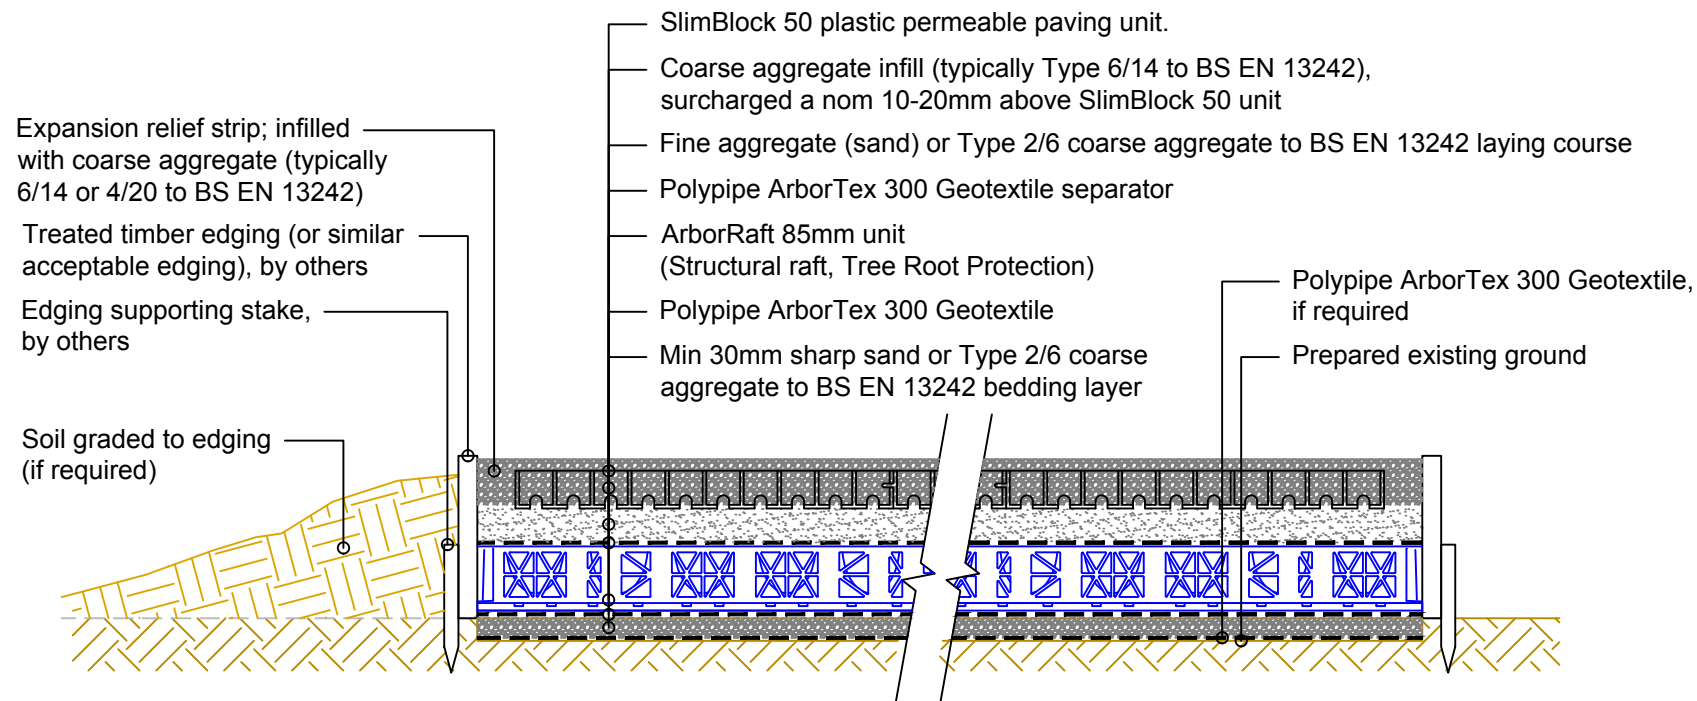 SlimBlock 50 plastic permeable paving unit.
Coarse aggregate infill (typically Type 6/14 to BS EN 13242),
surcharged a nom 10-20mm above SlimBlock 50 unit
Fine aggregate (sand) or Type 2/6 coarse aggregate to BS EN 13242 laying course
Polypipe ArborTex 300 Geotextile separator
ArborRaft 85mm unit
(Structural raft, Tree Root Protection)
Polypipe ArborTex 300 Geotextile
Min 30mm sharp sand or Type 2/6 coarse
aggregate to BS EN 13242 bedding layer
Expansion relief strip; infilled
with coarse aggregate (typically
6/14 or 4/20 to BS EN 13242)
Treated timber edging (or similar
acceptable edging), by others
Edging supporting stake,
by others
Soil graded to edging
(if required)
Polypipe ArborTex 300 Geotextile,
if required
Prepared existing ground